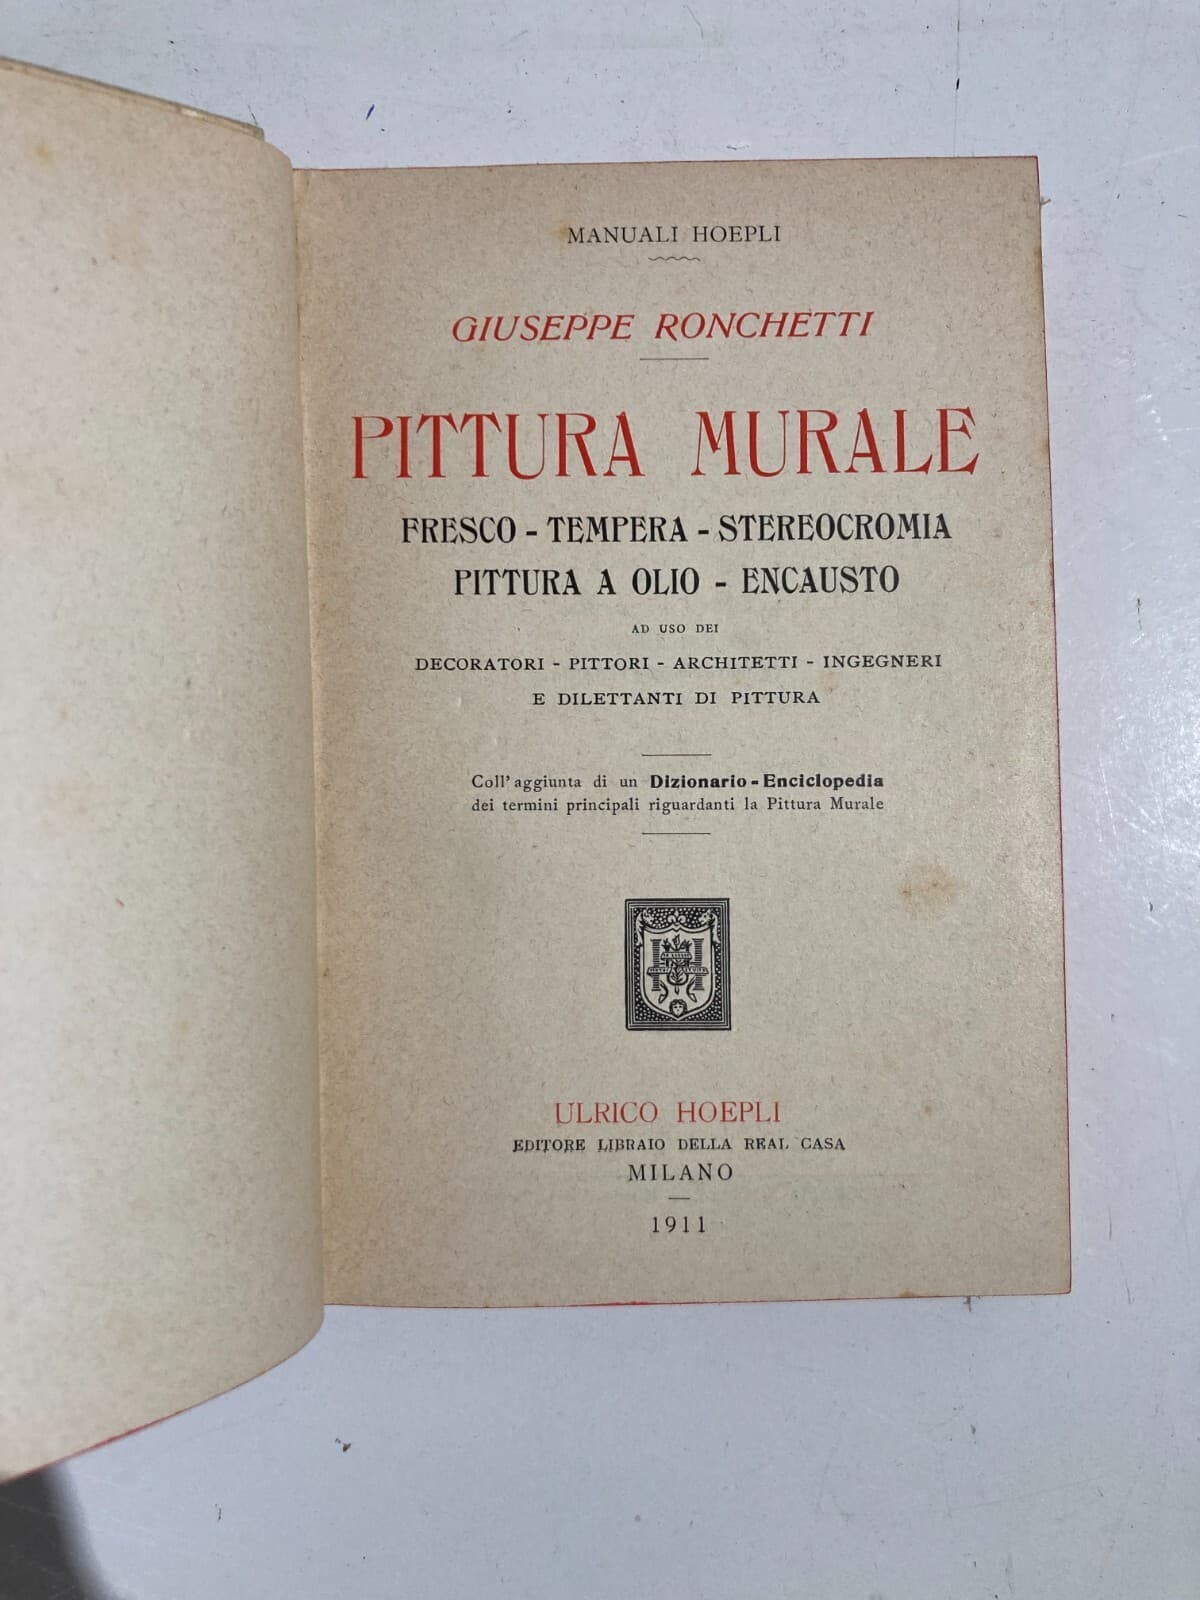 MANUALI HOEPLI
GIUSEPPE RONCHETTI
PITTURA MURALE
FRESCO - TEMPERA - STEREOCROMIA
PITTURA A OLIO - ENCAUSTO
AD USO DEI
DECORATORI - PITTORI - ARCHITETTI - INGEGNERI
E DILETTANTI DI PITTURA
Coll'aggiunta di un Dizionario-Enciclopedia
dei termini principali riguardanti la Pittura Murale
ULRICO HOEPLI
EDITORE LIBRAIO DELLA REAL CASA
MILANO
1911